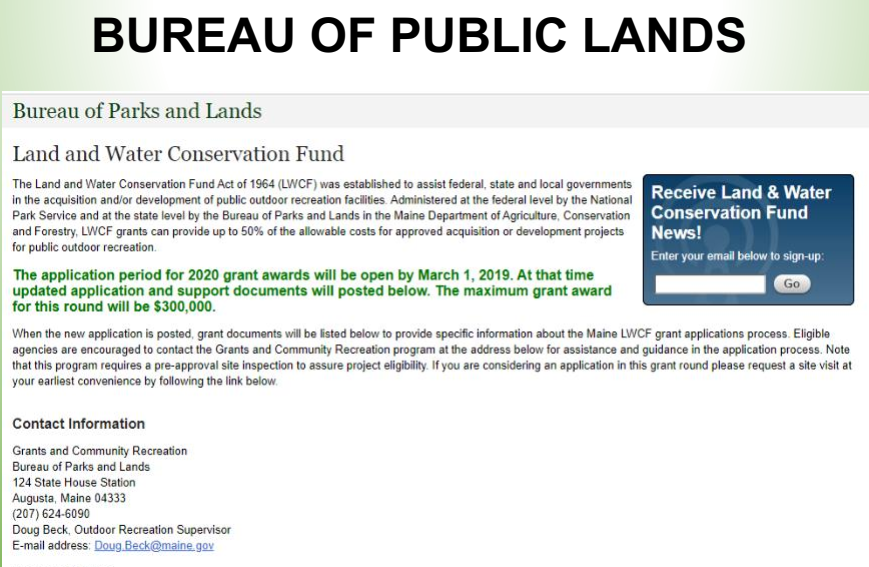 BUREAU OF PUBLIC LANDS
Bureau of Parks and Lands
Land and Water Conservation Fund
The Land and Water Conservation Fund Act of 1964 (LWCF) was established to assist federal, state and local governments
in the acquisition and/or development of public outdoor recreation facilities. Administered at the federal level by the National
Park Service and at the state level by the Bureau of Parks and Lands in the Maine Department of Agriculture, Conservation
and Forestry, LWCF grants can provide up to 50% of the allowable costs for approved acquisition or development projects
for public outdoor recreation.
The application period for 2020 grant awards will be open by March 1, 2019. At that time
updated application and support documents will posted below. The maximum grant award
for this round will be $300,000.
Receive Land & Water
Conservation Fund
News!
Enter your email below to sign-up:
Go
When the new application is posted, grant documents will be listed below to provide specific information about the Maine LWCF grant applications process. Eligible
agencies are encouraged to contact the Grants and Community Recreation program at the address below for assistance and guidance in the application process. Note
that this program requires a pre-approval site inspection to assure project eligibility. If you are considering an application in this grant round please request a site visit at
your earliest convenience by following the link below.
Contact Information
Grants and Community Recreation
Bureau of Parks and Lands
124 State House Station
Augusta, Maine 04333
(207) 624-6090
Doug Beck, Outdoor Recreation Supervisor
E-mail address: Doug.Beck@maine.gov